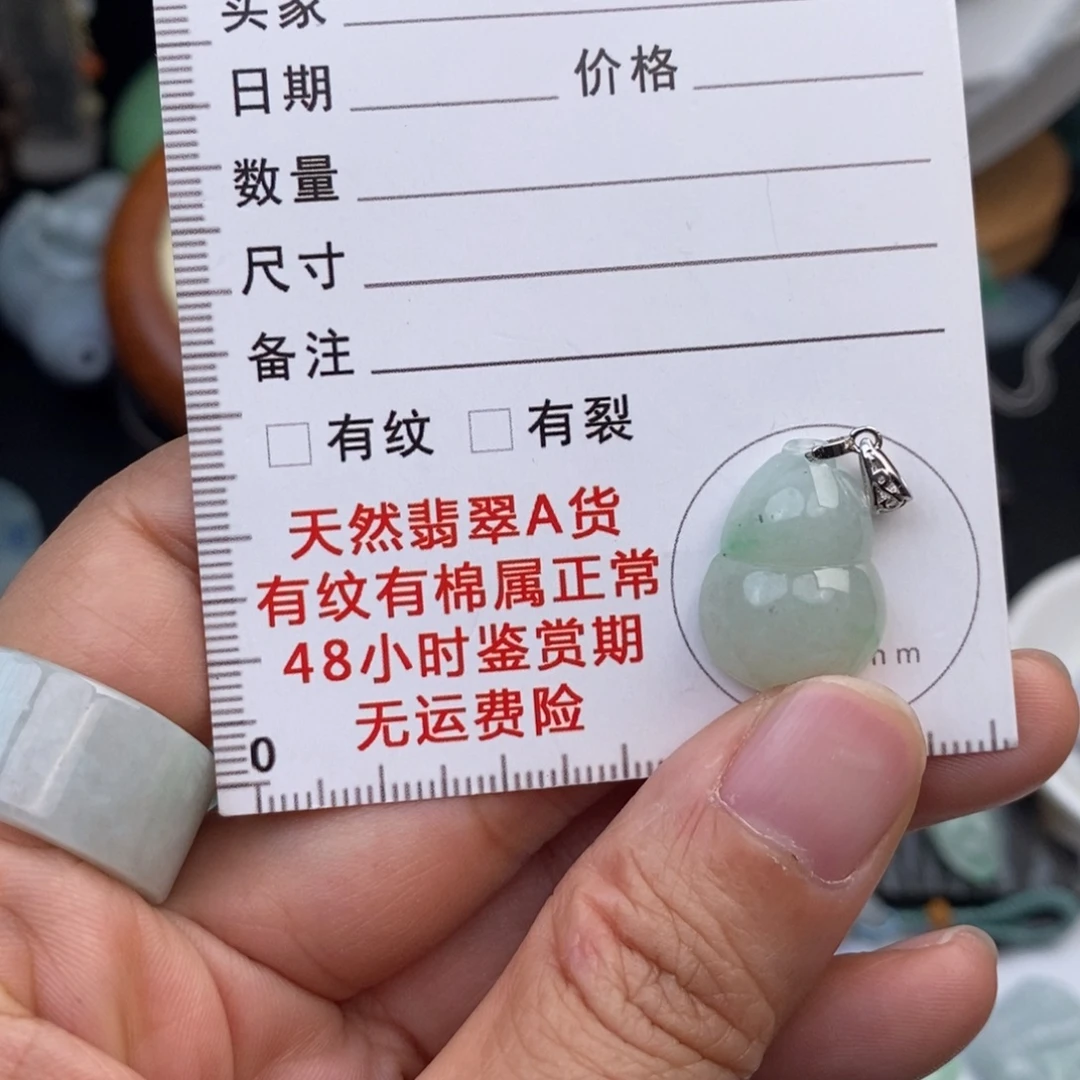 买家
日期 价格
数量
尺寸
备注
□ 有纹 □ 有裂
天然翡翠A货
有纹有棉属正常
48小时鉴赏期
无运费险
mm
0